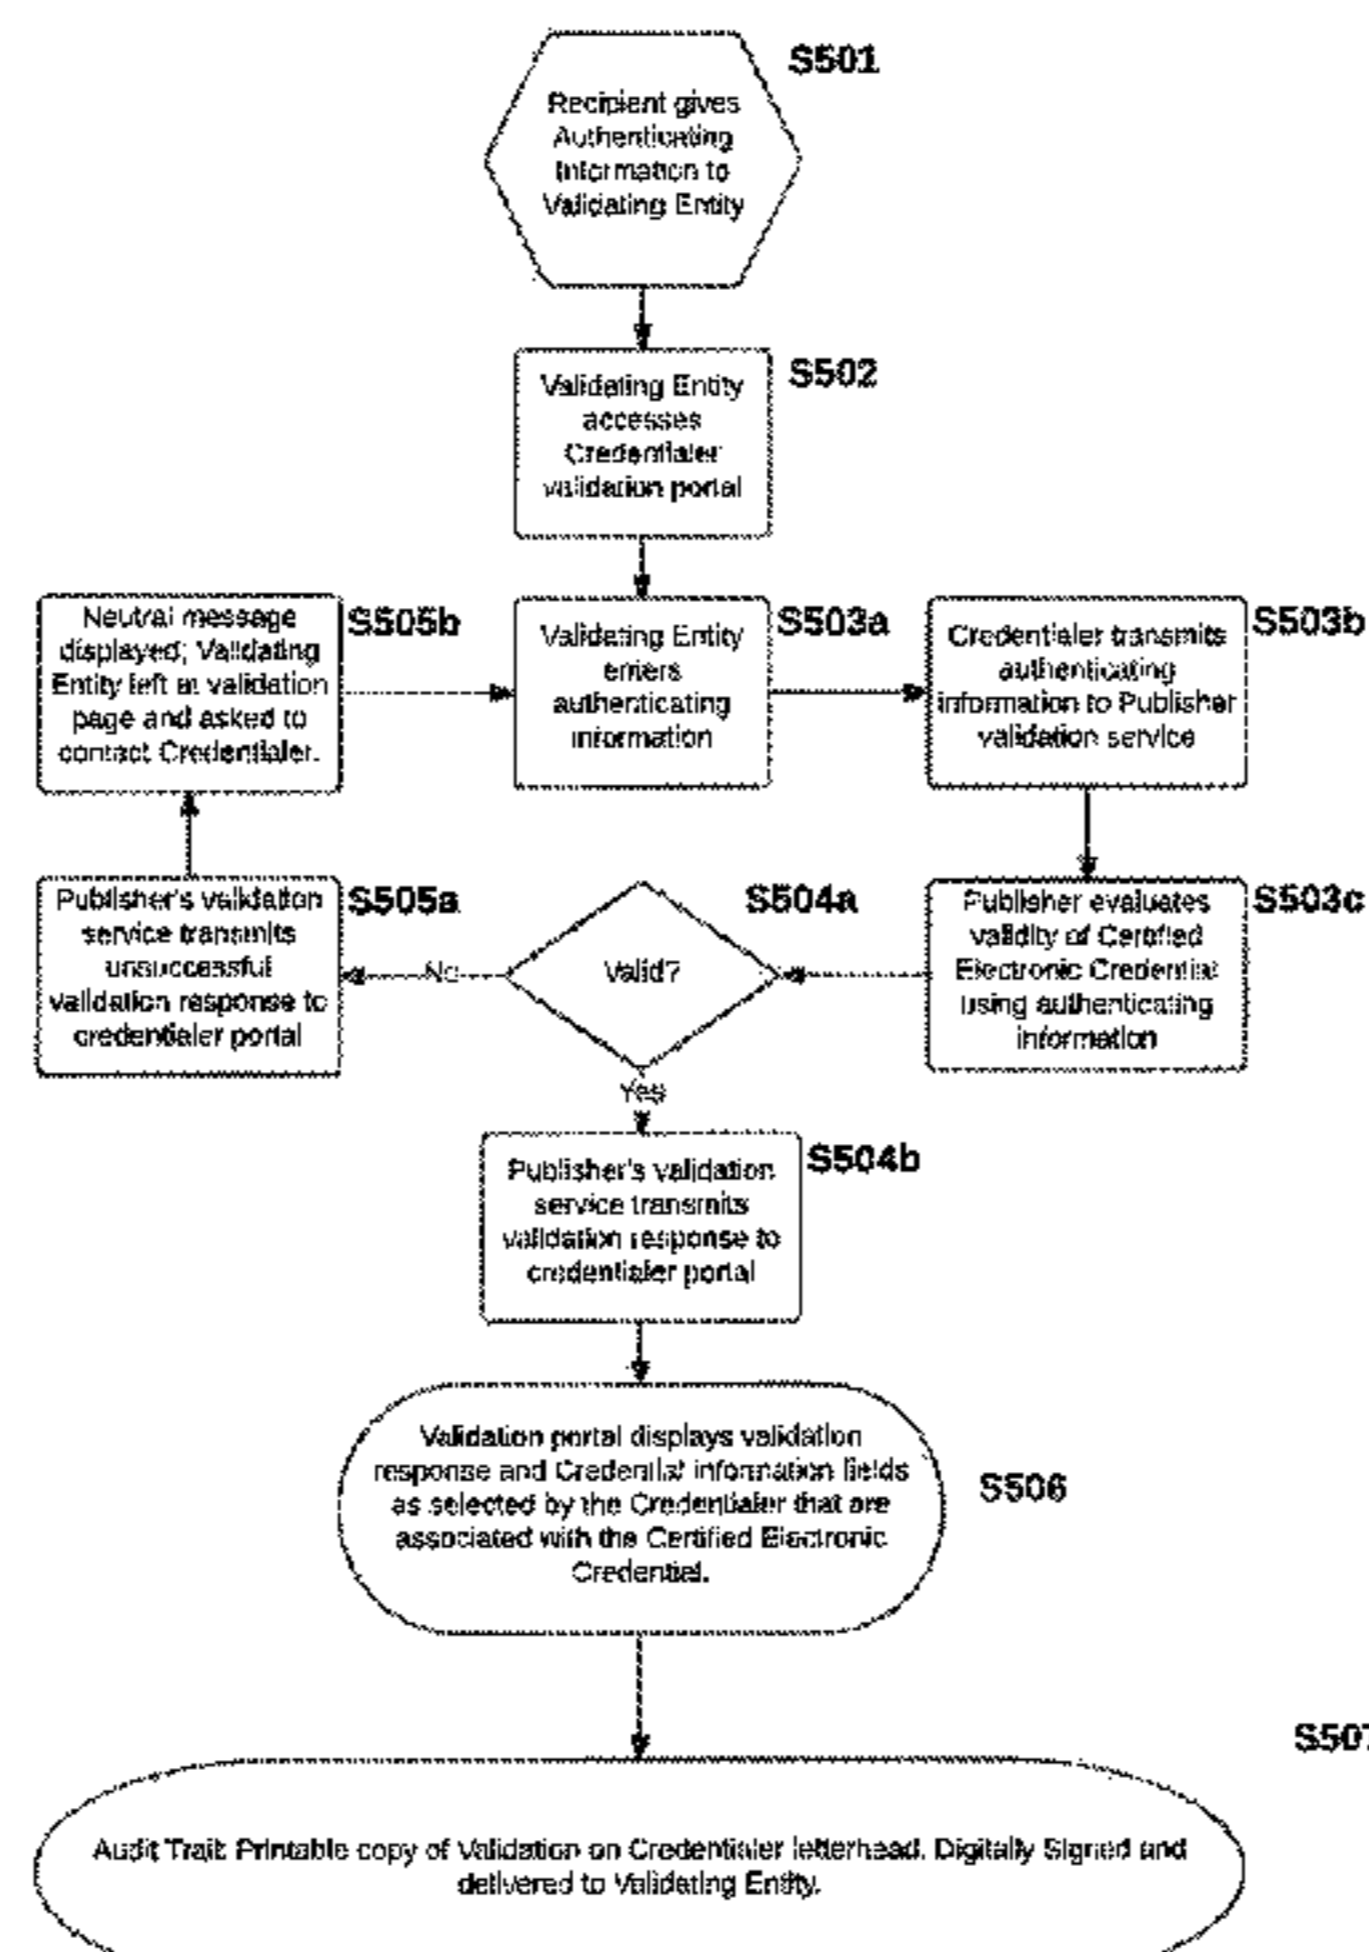 S501
Recipient gives
Authenticating
Information to
Validating Entity
S502
Validating Entity
accesses
Credentialer
validation portal
S505b
Neutral message
displayed; Validating
Entity left at validation
page and asked to
contact Credentialer.
S503a
Validating Entity
enters
authenticating
information
S503b
Credentialer transmits
authenticating
information to Publisher
validation service
S505a
Publisher's validation
service transmits
unsuccessful
validation response to
credentialer portal
No
S504a
Valid?
S503c
Publisher evaluates
validity of Certified
Electronic Credential
using authenticating
information
Yes
S504b
Publisher's validation
service transmits
validation response to
credentialer portal
Validation portal displays validation
response and Credential information fields
as selected by the Credentialer that are
associated with the Certified Electronic
Credential.
S506
S507
Audit Trail: Printable copy of Validation on Credentialer letterhead. Digitally Signed and
delivered to Validating Entity.